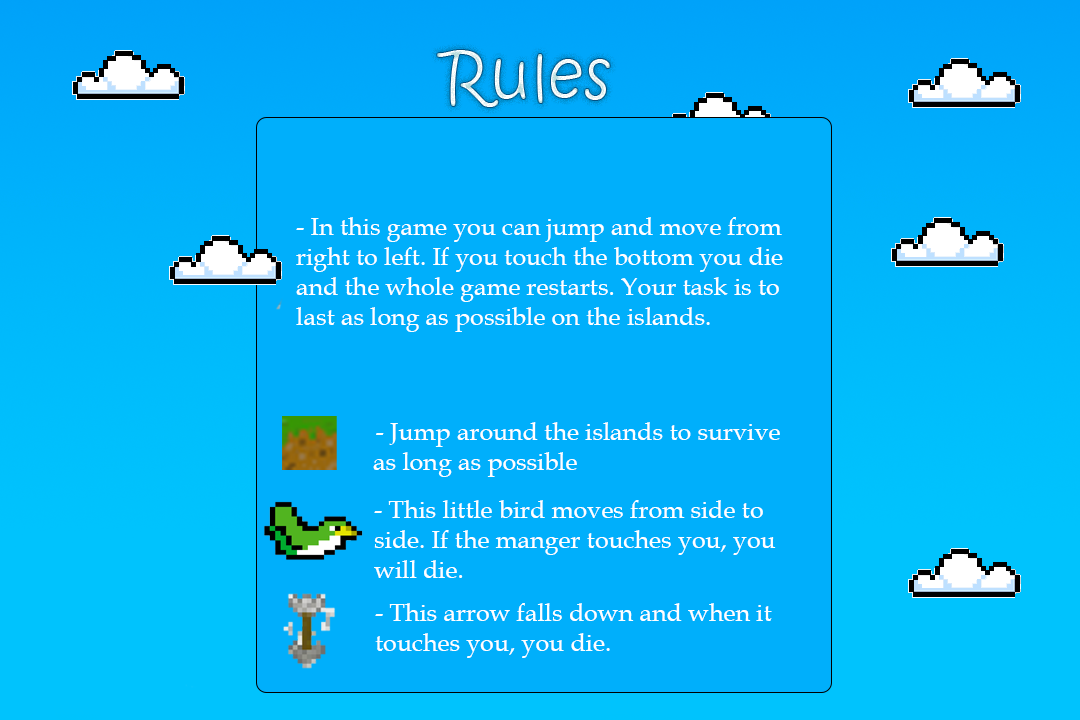 Rules
- In this game you can jump and move from
right to left. If you touch the bottom you die
and the whole game restarts. Your task is to
last as long as possible on the islands.
- Jump around the islands to survive
as long as possible
- This little bird moves from side to
side. If the manger touches you, you
will die.
- This arrow falls down and when it
touches you, you die.